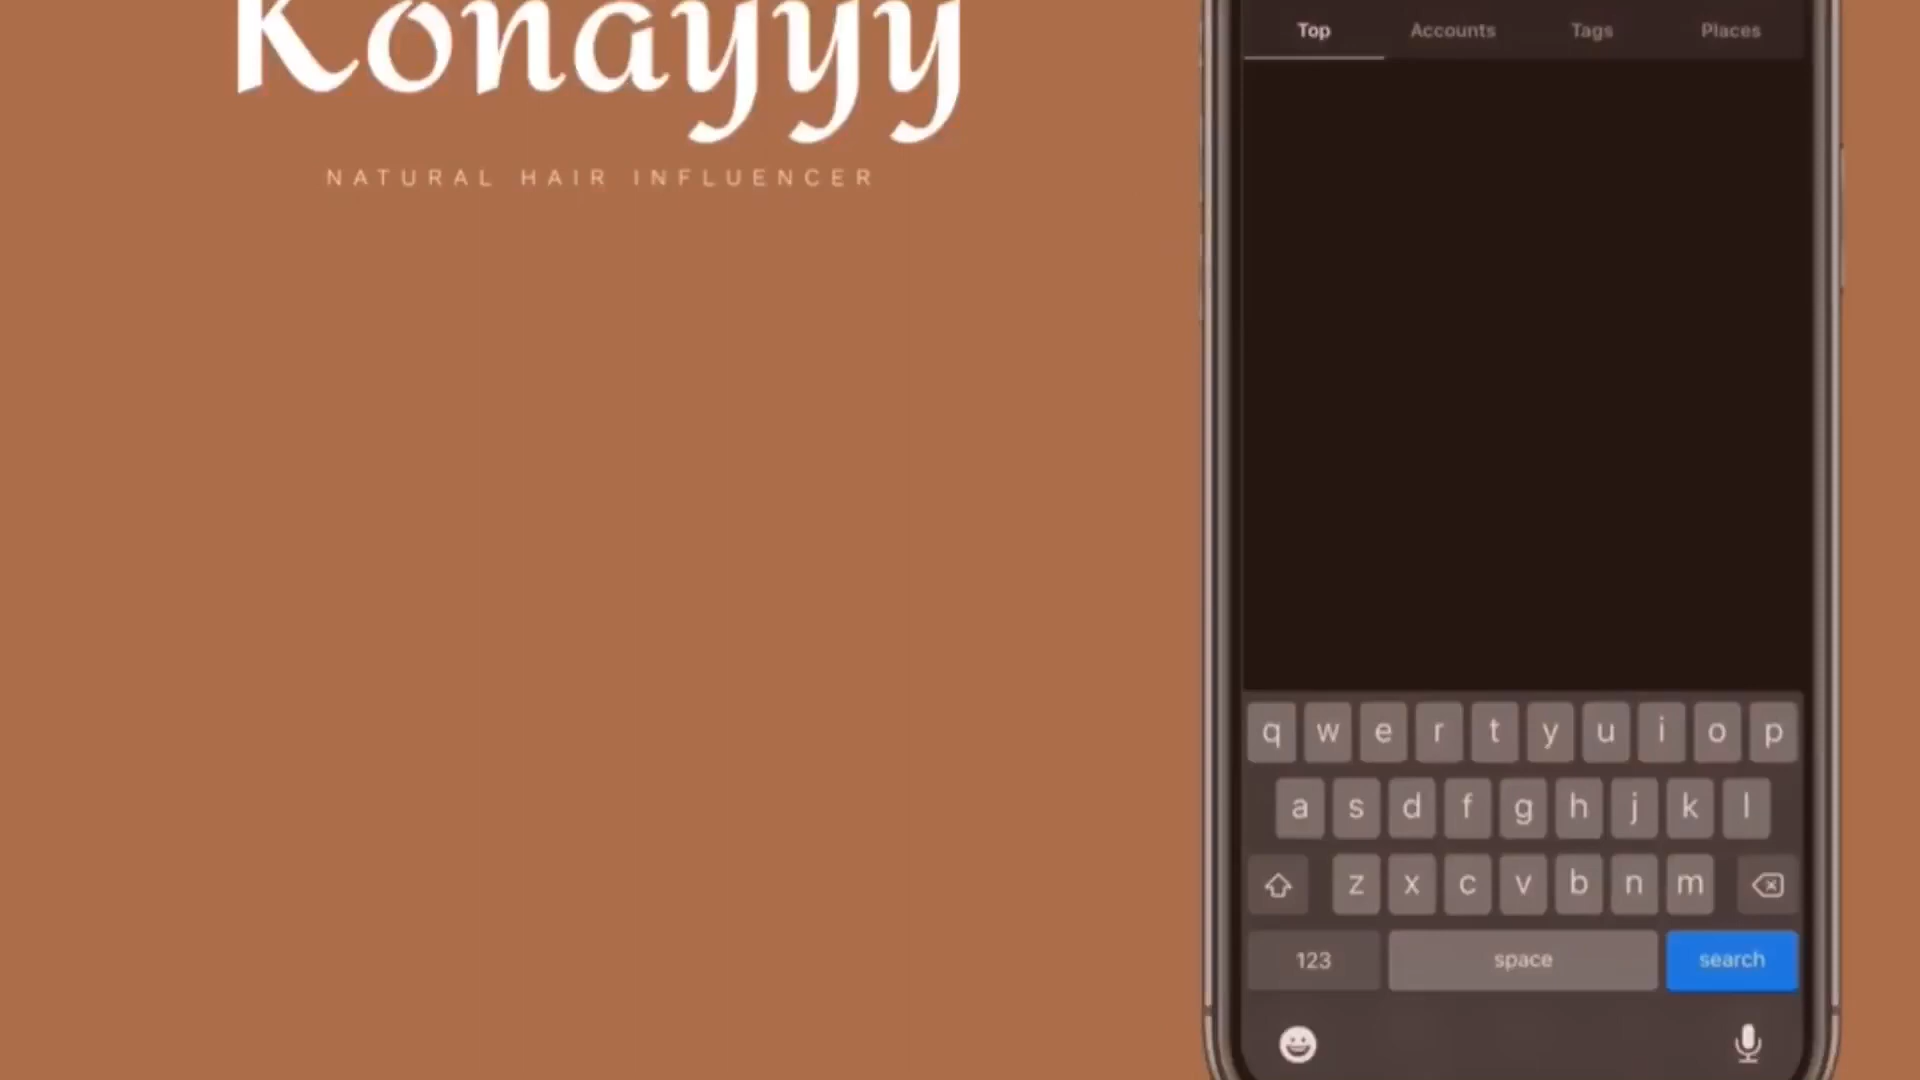 Konayyy
NATURAL HAIR INFLUENCER
Top Accounts Tags Places
q w e r t y u i o p
a s d f g h j k l
z x c v b n m
123 space search